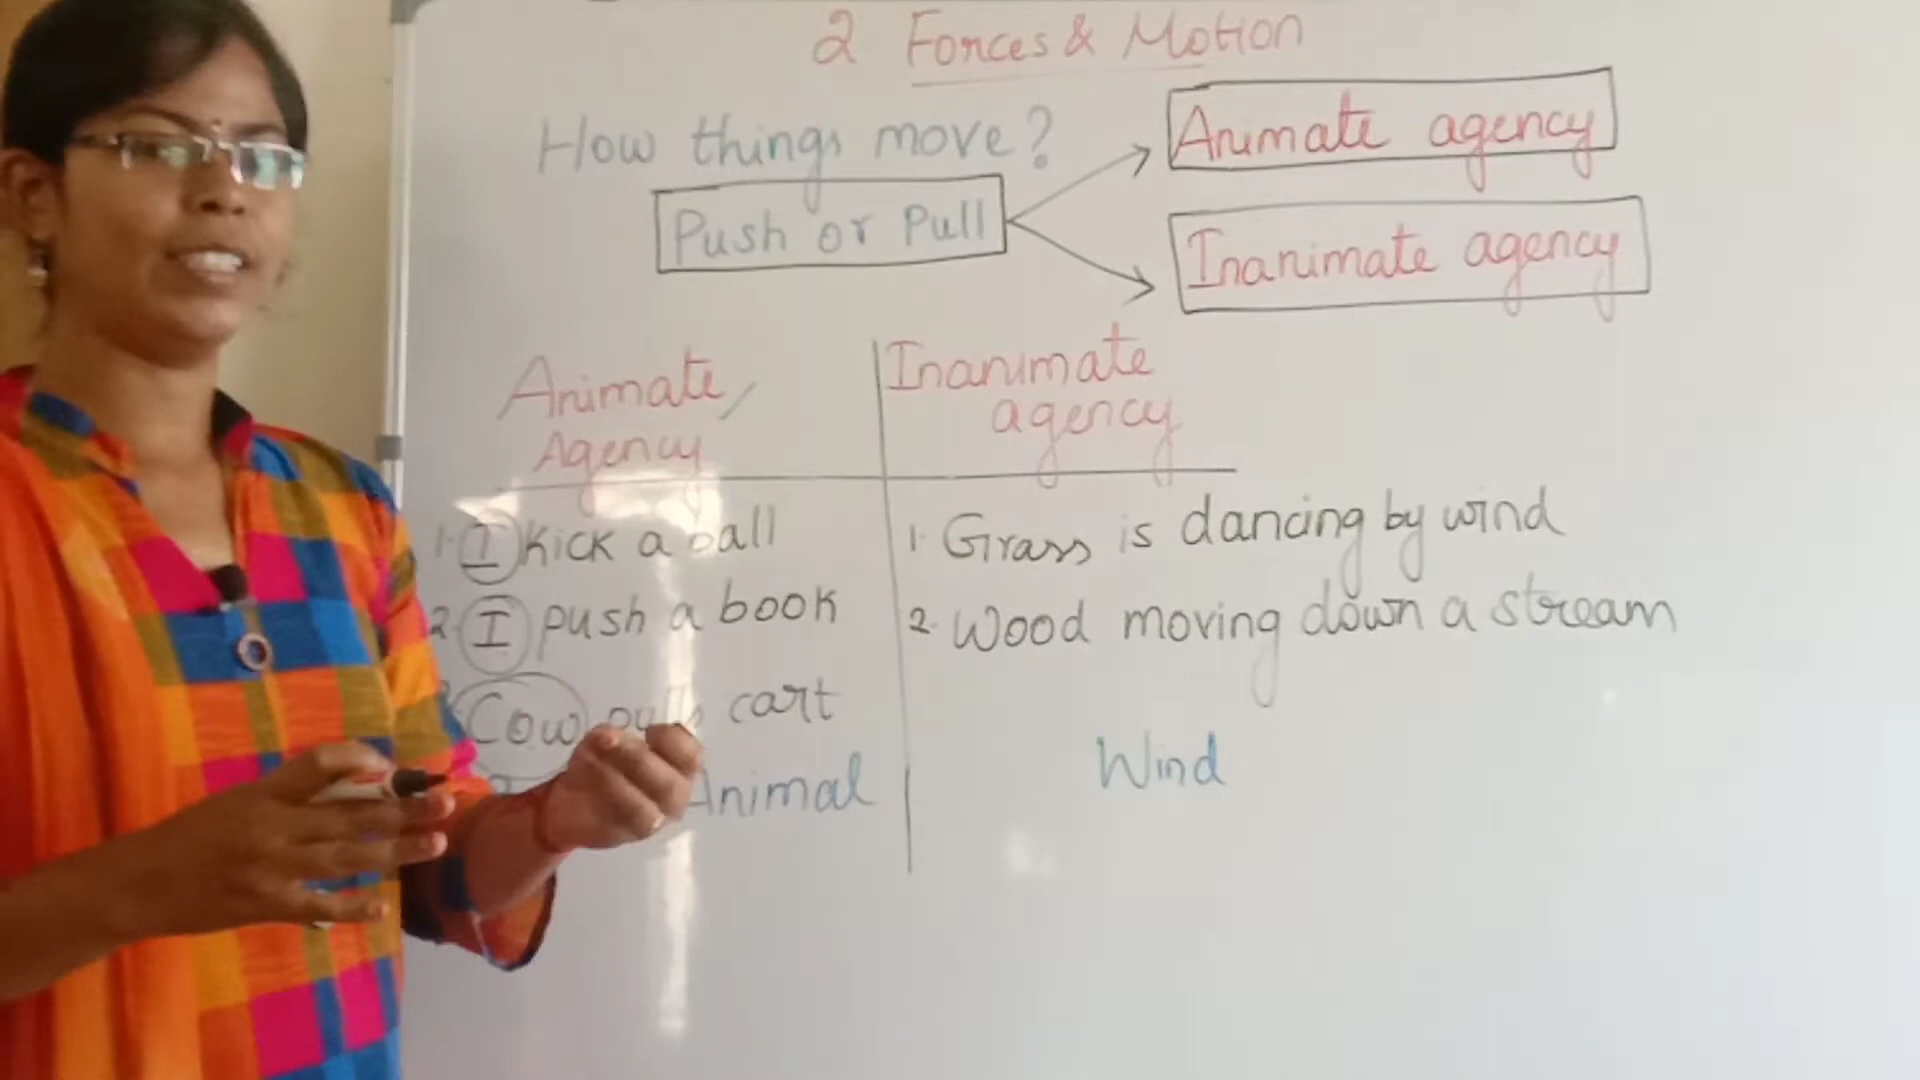 2 Forces & Motion
How things move?
Push or Pull
Animate agency
Inanimate agency
Animate
Agency
Inanimate
agency
1. I kick a ball
2. I push a book
Cow pulls cart
Animal
1. Grass is dancing by wind
2. Wood moving down a stream
Wind